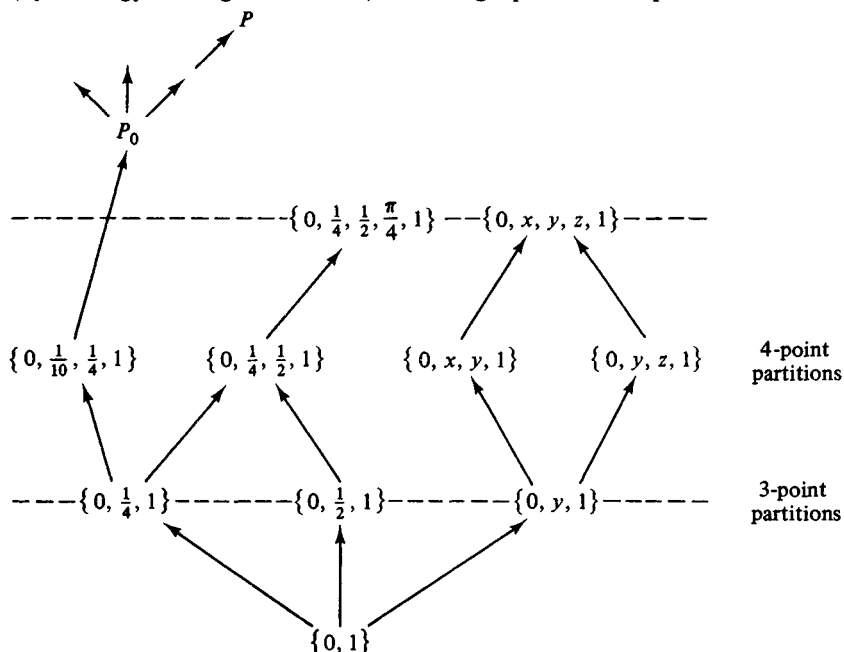 P
P₀
{0, 1/4, 1/2, π/4, 1} {0, x, y, z, 1}
{0, 1/10, 1/4, 1} {0, 1/4, 1/2, 1} {0, x, y, 1} {0, y, z, 1} 4-point
partitions
{0, 1/4, 1} {0, 1/2, 1} {0, y, 1} 3-point
partitions
{0, 1}